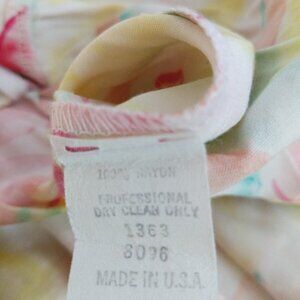 100% RAYON
PROFESSIONAL
DRY CLEAN ONLY
1363
8096
MADE IN U.S.A.